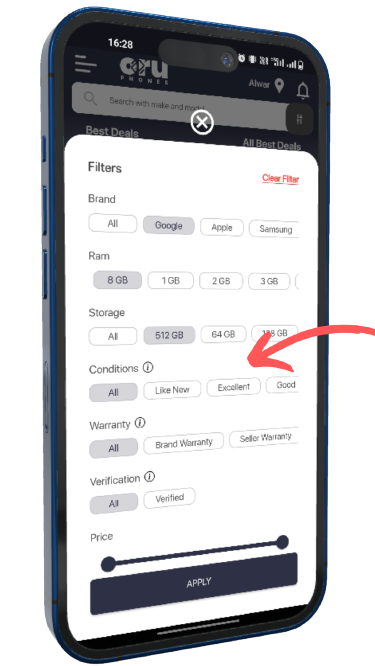 16:28
oru
PHONES
Alwar
Search with make and model
Best Deals
All Best Deals
Filters
Clear Filter
Brand
All Google Apple Samsung
Ram
8 GB 1 GB 2 GB 3 GB
Storage
All 512 GB 64 GB 128 GB
Conditions
All Like New Excellent Good
Warranty
All Brand Warranty Seller Warranty
Verification
All Verified
Price
APPLY